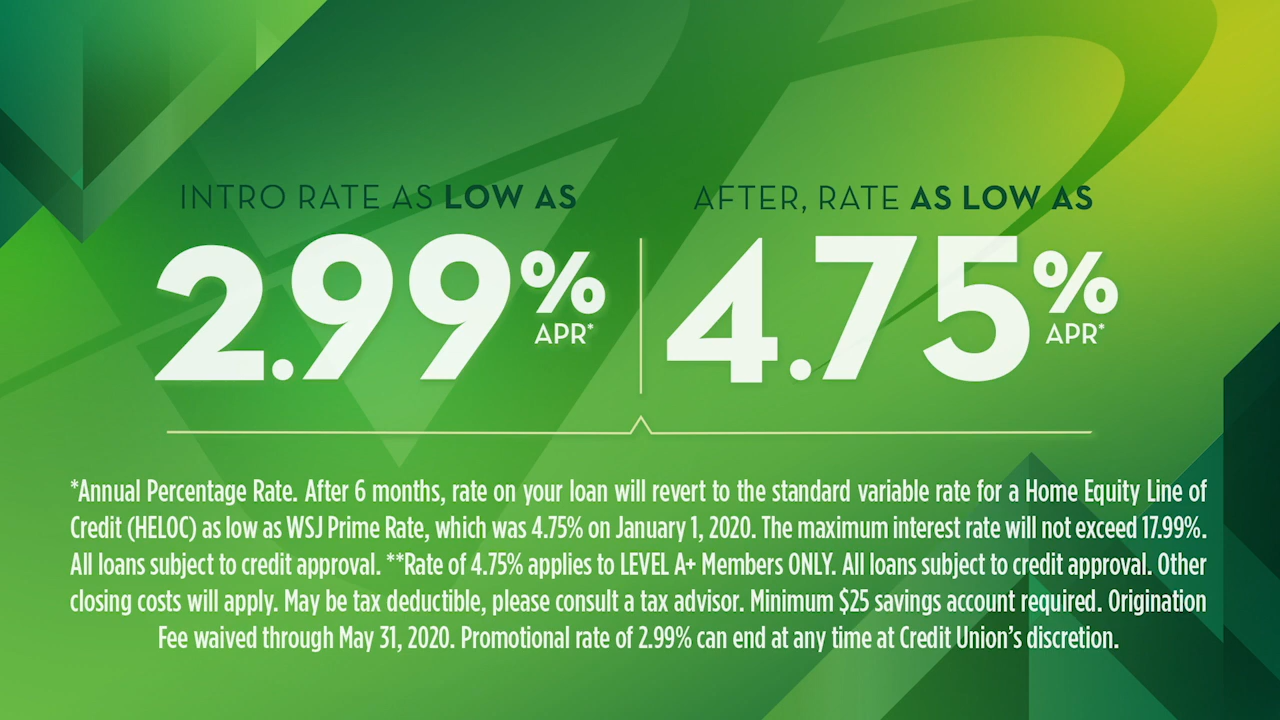 INTRO RATE AS LOW AS
2.99% APR*
AFTER, RATE AS LOW AS
4.75% APR*
*Annual Percentage Rate. After 6 months, rate on your loan will revert to the standard variable rate for a Home Equity Line of
Credit (HELOC) as low as WSJ Prime Rate, which was 4.75% on January 1, 2020. The maximum interest rate will not exceed 17.99%.
All loans subject to credit approval. **Rate of 4.75% applies to LEVEL A+ Members ONLY. All loans subject to credit approval. Other
closing costs will apply. May be tax deductible, please consult a tax advisor. Minimum $25 savings account required. Origination
Fee waived through May 31, 2020. Promotional rate of 2.99% can end at any time at Credit Union's discretion.